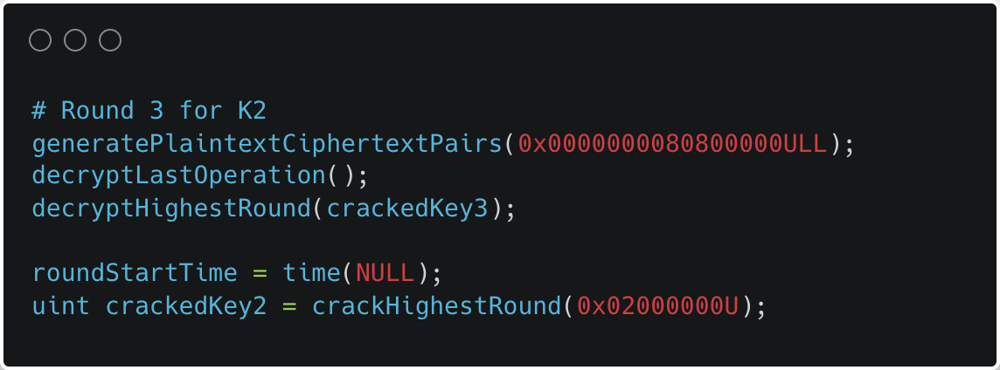 # Round 3 for K2
generatePlaintextCiphertextPairs(0x0000000080800000ULL);
decryptLastOperation();
decryptHighestRound(crackedKey3);
roundStartTime = time(NULL);
uint crackedKey2 = crackHighestRound(0x02000000U);